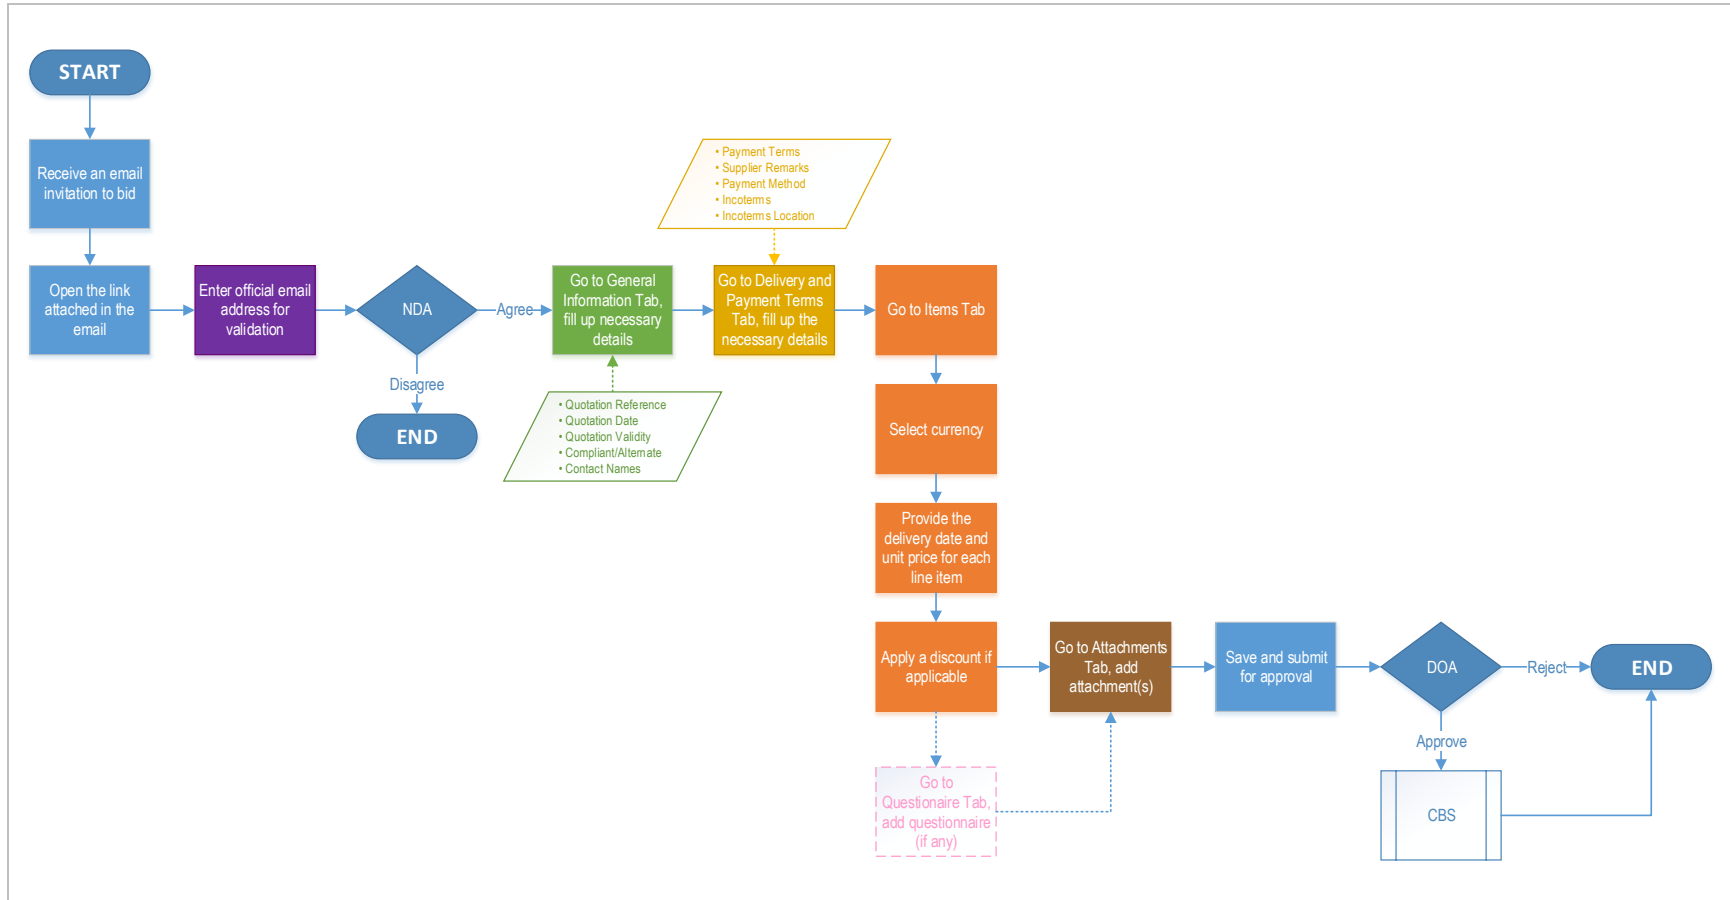 START
Receive an email
invitation to bid
Open the link
attached in the
email
Enter official email
address for
validation
NDA
Agree
Disagree
END
Go to General
Information Tab,
fill up necessary
details
• Quotation Reference
• Quotation Date
• Quotation Validity
• Compliant/Alternate
• Contact Names
• Payment Terms
• Supplier Remarks
• Payment Method
• Incoterms
• Incoterms Location
Go to Delivery and
Payment Terms
Tab, fill up the
necessary details
Go to Items Tab
Select currency
Provide the
delivery date and
unit price for each
line item
Apply a discount if
applicable
Go to
Questionaire Tab,
add questionnaire
(if any)
Go to Attachments
Tab, add
attachment(s)
Save and submit
for approval
DOA
Reject
END
Approve
CBS